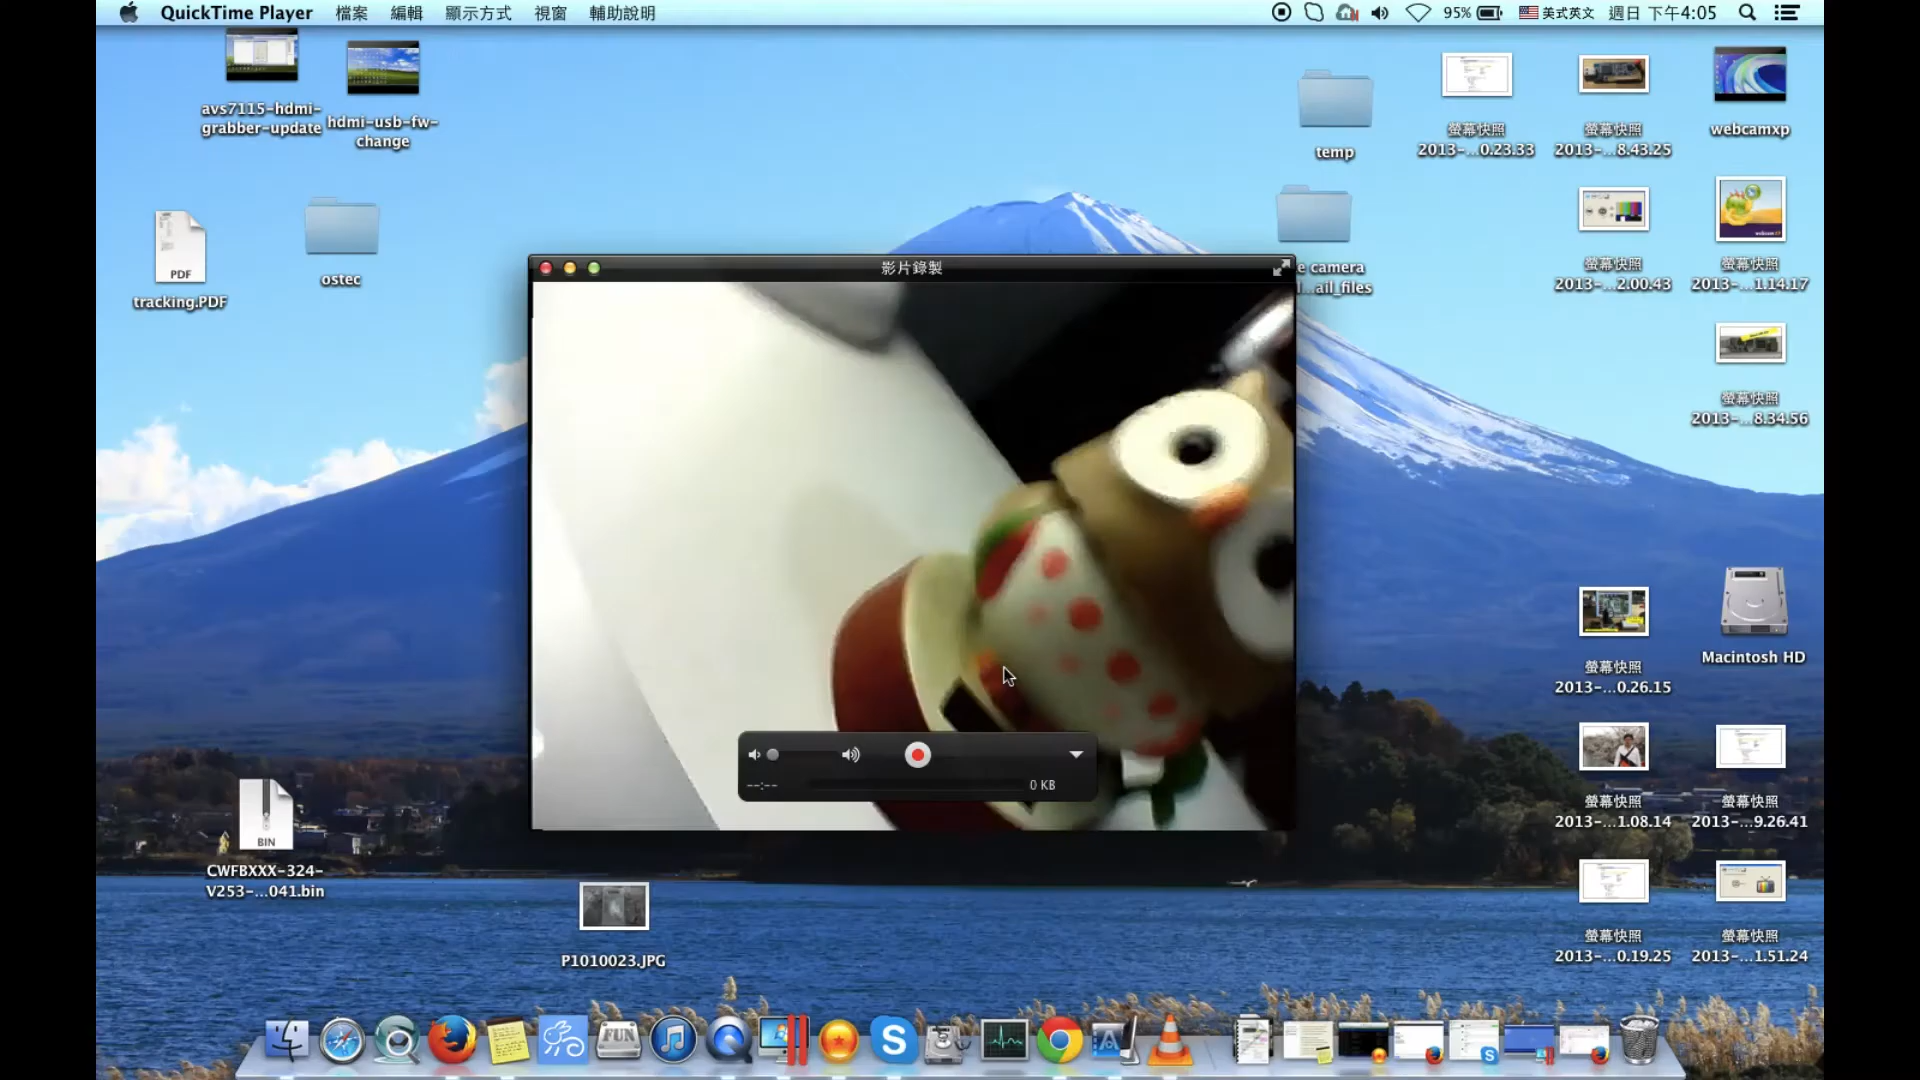 QuickTime Player 檔案 編輯 顯示方式 視窗 輔助說明
95% 美式英文 週日 下午4:05
avs7115-hdmi-
grabber-update
hdmi-usb-fw-
change
temp
螢幕快照
2013-...0.23.33
螢幕快照
2013-...8.43.25
webcamxp
PDF
tracking.PDF
ostec
影片錄製
e camera
l...ail_files
螢幕快照
2013-...2.00.43
螢幕快照
2013-...1.14.17
螢幕快照
2013-...8.34.56
螢幕快照
2013-...0.26.15
Macintosh HD
--:--
0 KB
螢幕快照
2013-...1.08.14
螢幕快照
2013-...9.26.41
BIN
CWFBXXX-324-
V253-...041.bin
P1010023.JPG
螢幕快照
2013-...0.19.25
螢幕快照
2013-...1.51.24
FUN